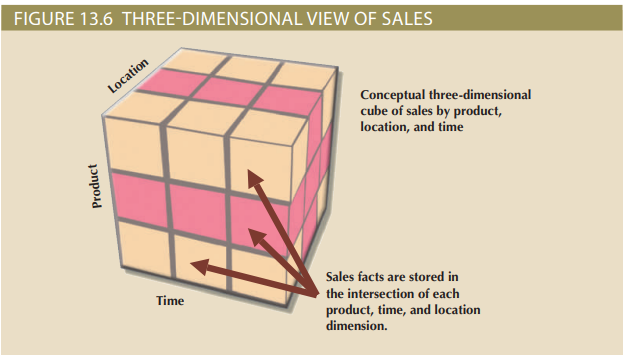 FIGURE 13.6 THREE-DIMENSIONAL VIEW OF SALES
Location
Conceptual three-dimensional
cube of sales by product,
location, and time
Product
Time
Sales facts are stored in
the intersection of each
product, time, and location
dimension.